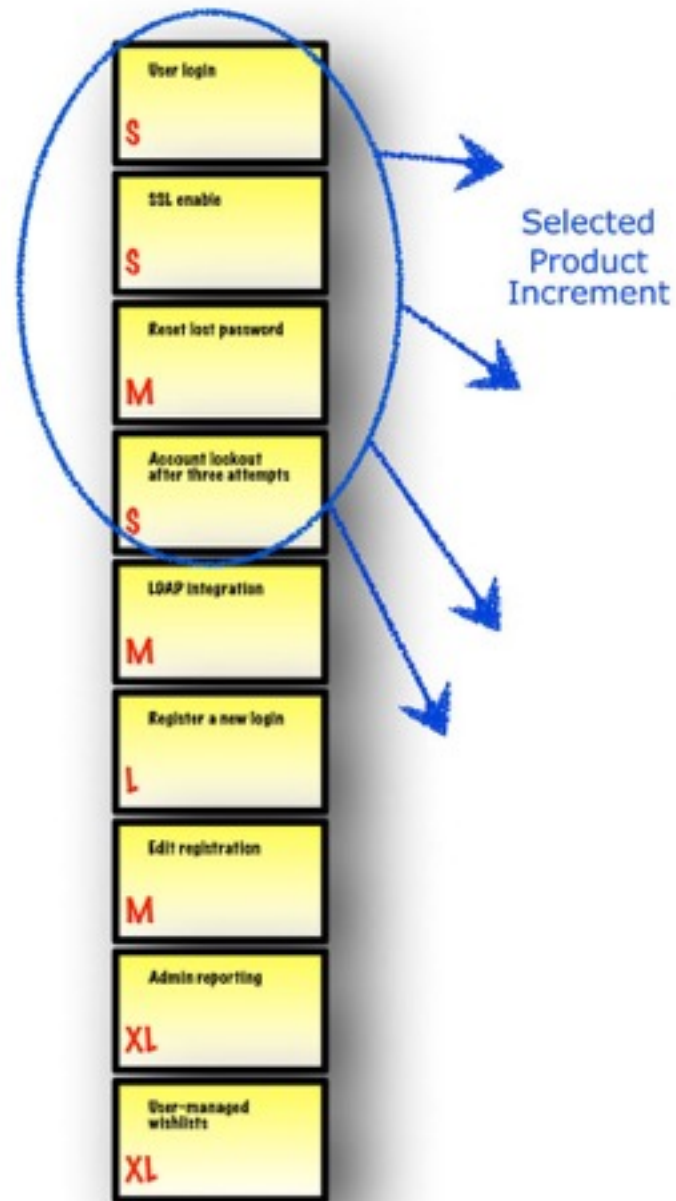 User login
S
SSL enable
S
Reset lost password
M
Account lockout
after three attempts
S
LDAP integration
M
Register a new login
L
Edit registration
M
Admin reporting
XL
User-managed
wishlists
XL
Selected
Product
Increment